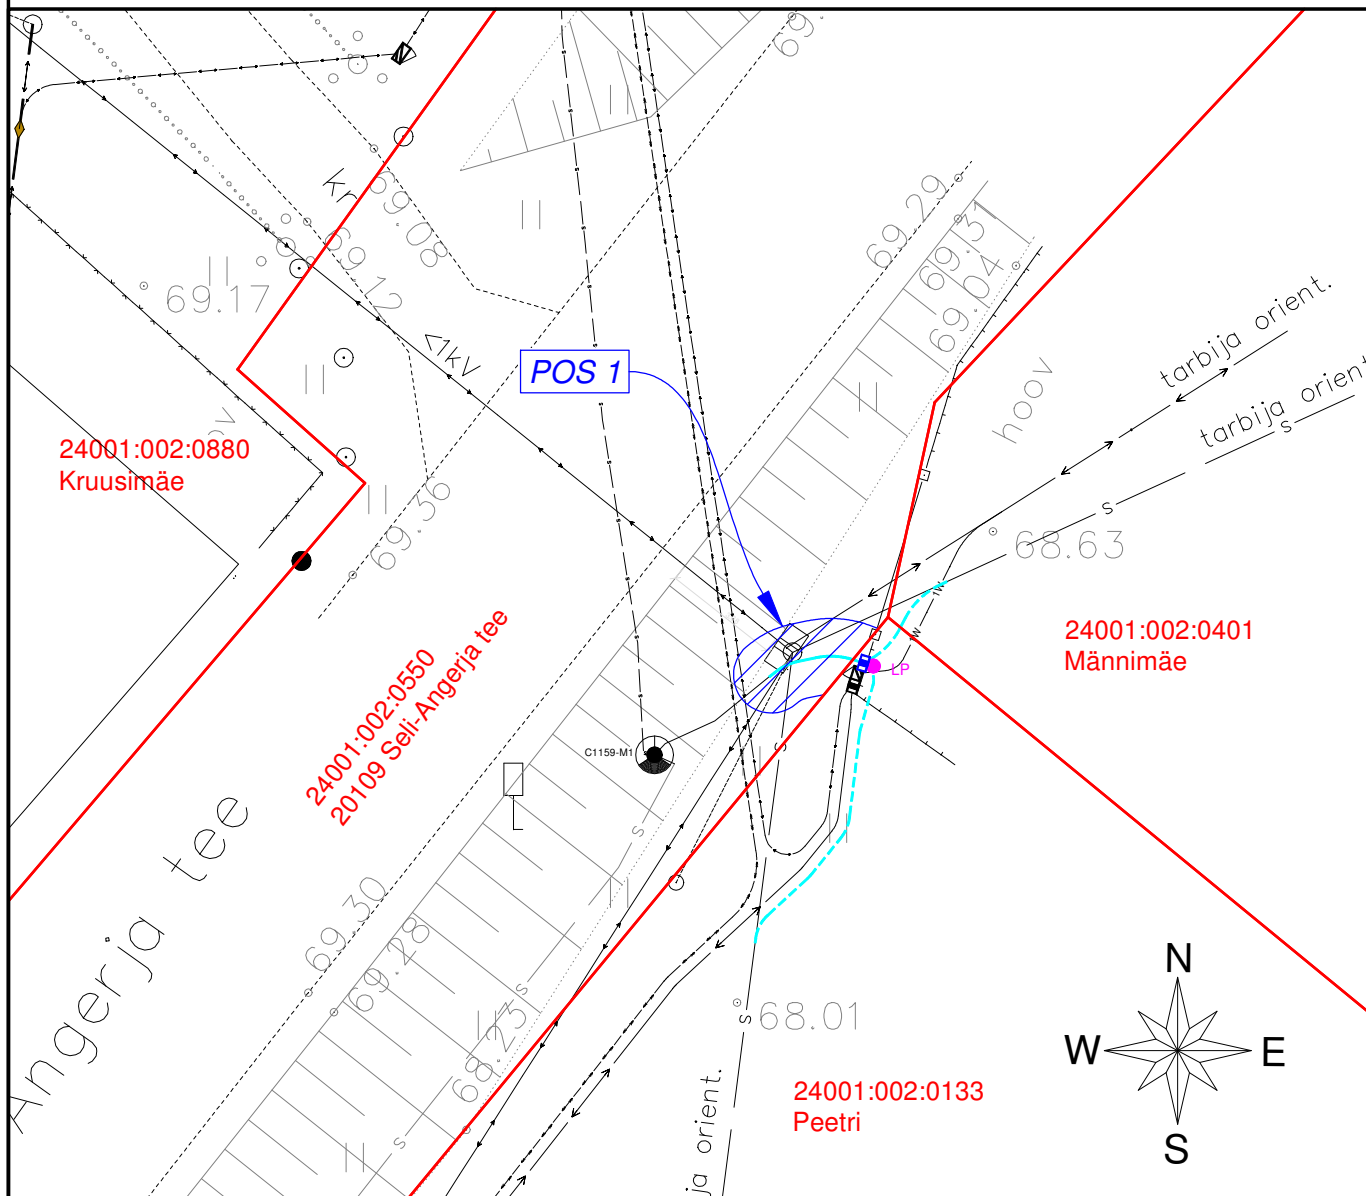 69.
69.29
69.31
69.04
kr
69.08
69.12
69.17
<1kV
POS 1
tarbija orient.
tarbija orient
hoov
ov
24001:002:0880
Kruusimäe
69.36
68.63
24001:002:0401
Männimäe
w
w
LP
24001:002:0550
20109 Seli-Angerja tee
C1159-M1
s
s
s
s
s
s
s
69.30
69.28
68.23
68.01
Angerja tee
24001:002:0133
Peetri
ja orient.
N
W
E
S